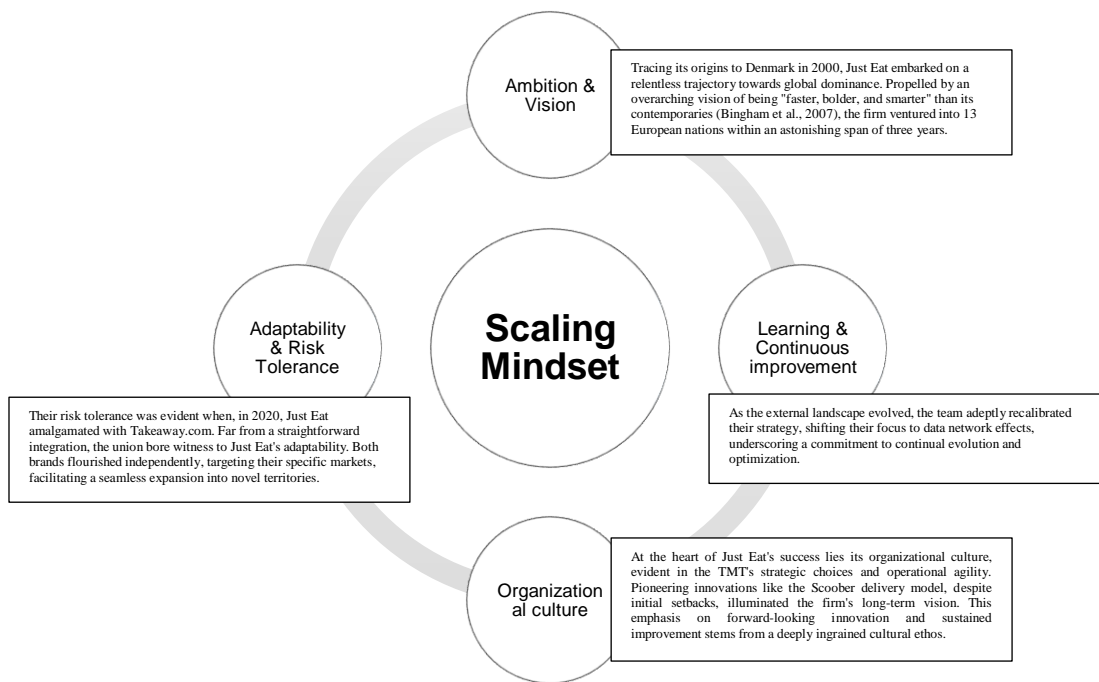 Ambition &
Vision
Tracing its origins to Denmark in 2000, Just Eat embarked on a
relentless trajectory towards global dominance. Propelled by an
overarching vision of being "faster, bolder, and smarter" than its
contemporaries (Bingham et al., 2007), the firm ventured into 13
European nations within an astonishing span of three years.
Scaling
Mindset
Adaptability
& Risk
Tolerance
Their risk tolerance was evident when, in 2020, Just Eat
amalgamated with Takeaway.com. Far from a straightforward
integration, the union bore witness to Just Eat's adaptability. Both
brands flourished independently, targeting their specific markets,
facilitating a seamless expansion into novel territories.
Learning &
Continuous
improvement
As the external landscape evolved, the team adeptly recalibrated
their strategy, shifting their focus to data network effects,
underscoring a commitment to continual evolution and
optimization.
Organization
al culture
At the heart of Just Eat's success lies its organizational culture,
evident in the TMT's strategic choices and operational agility.
Pioneering innovations like the Scoober delivery model, despite
initial setbacks, illuminated the firm's long-term vision. This
emphasis on forward-looking innovation and sustained
improvement stems from a deeply ingrained cultural ethos.